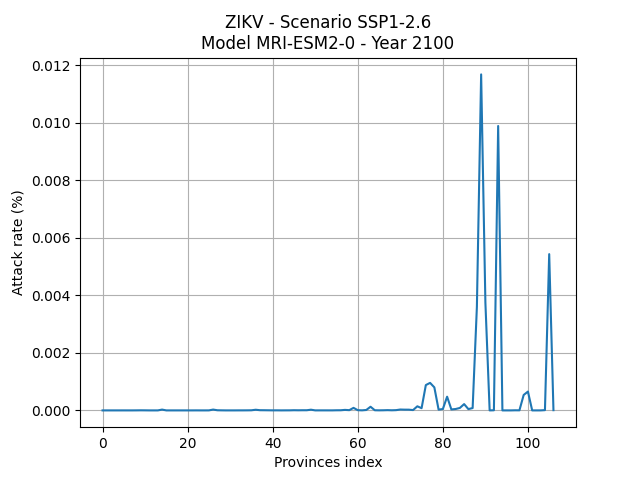 ZIKV - Scenario SSP1-2.6
Model MRI-ESM2-0 - Year 2100
0.012
0.010
0.008
0.006
0.004
0.002
0.000
Attack rate (%)
0 20 40 60 80 100
Provinces index